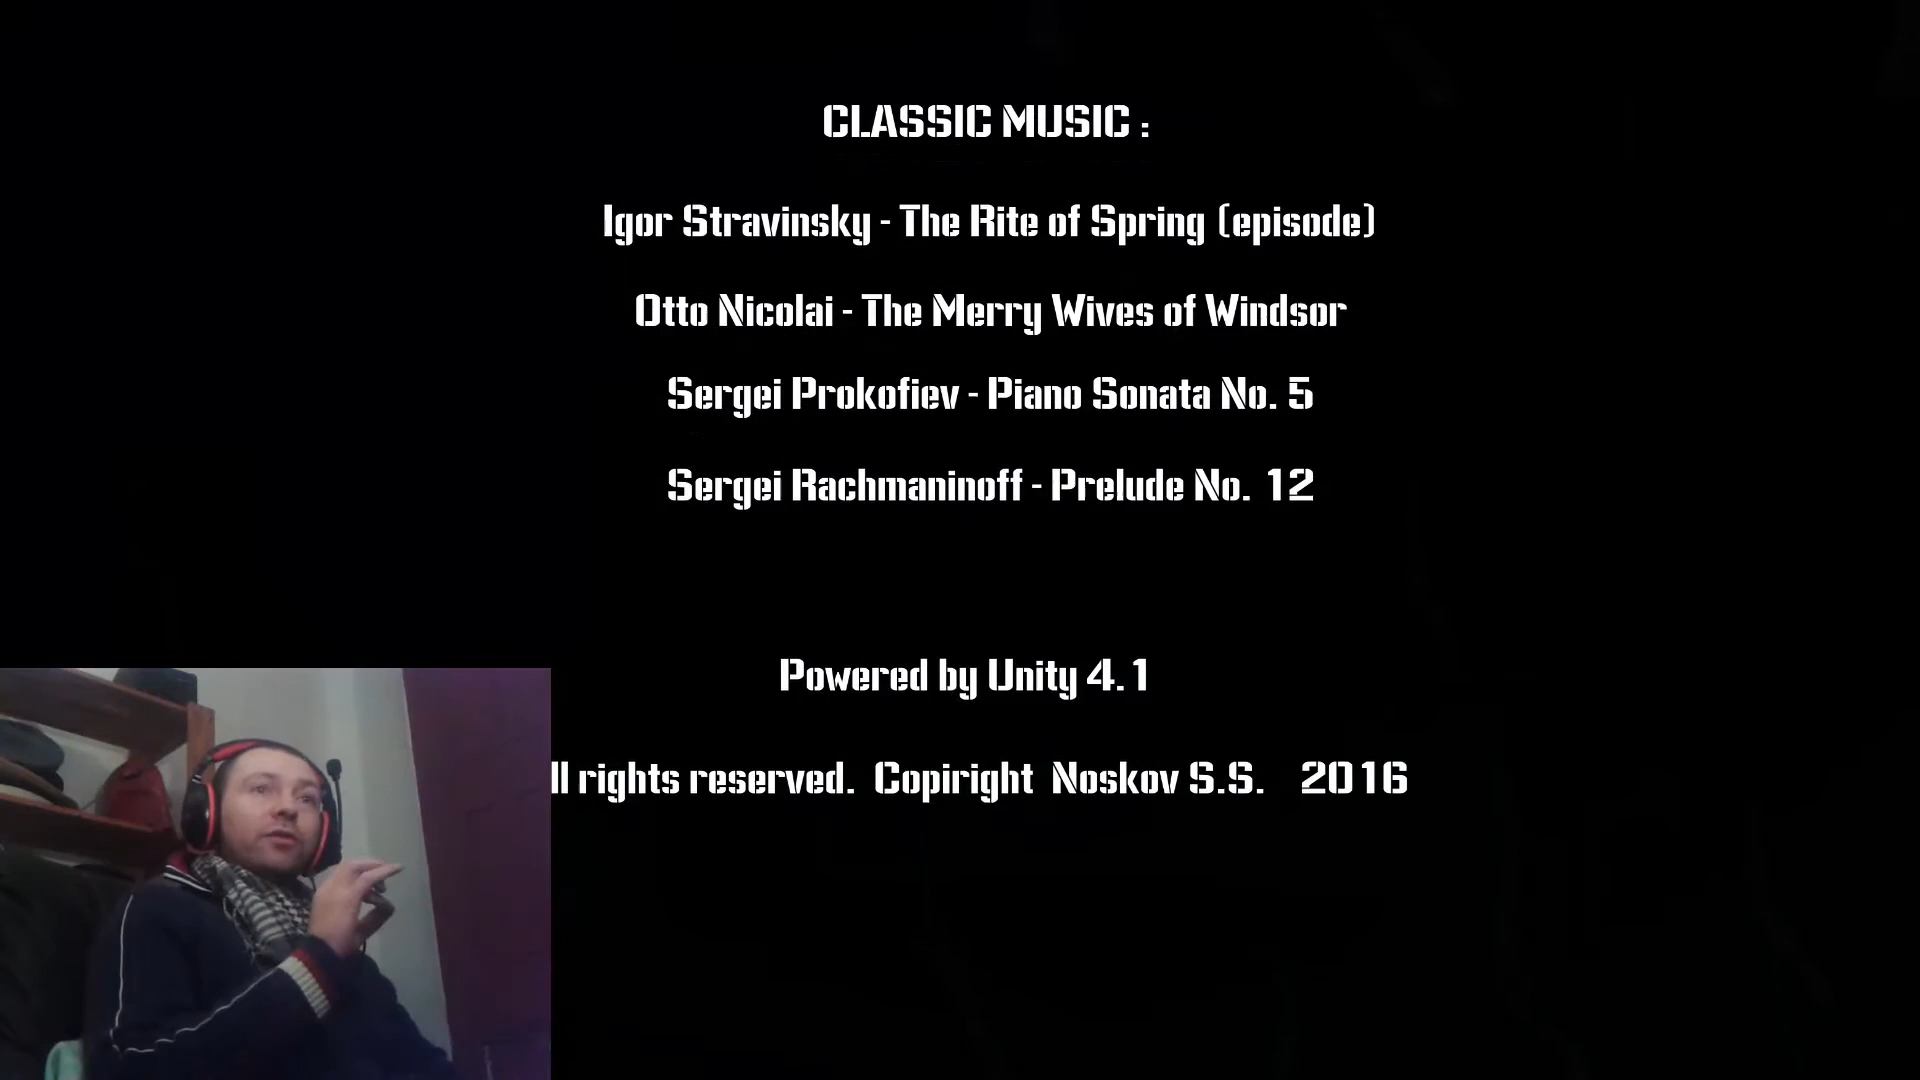 CLASSIC MUSIC :
Igor Stravinsky - The Rite of Spring (episode)
Otto Nicolai - The Merry Wives of Windsor
Sergei Prokofiev - Piano Sonata No. 5
Sergei Rachmaninoff - Prelude No. 12
Powered by Unity 4.1
ll rights reserved. Copiright Noskov S.S. 2016